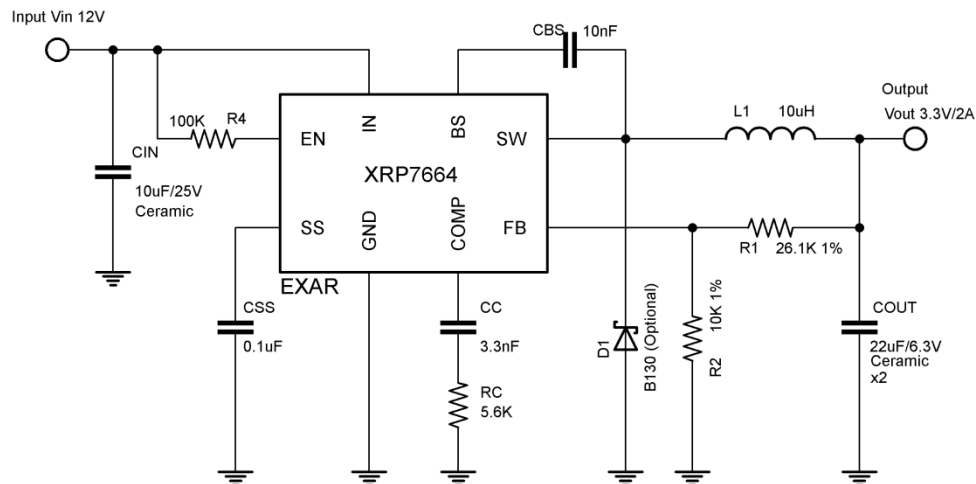 Input Vin 12V
CBS
10nF
Output
Vout 3.3V/2A
L1
10uH
100K
R4
EN
IN
BS
SW
XRP7664
CIN
10uF/25V
Ceramic
SS
GND
COMP
FB
R1
26.1K 1%
EXAR
CSS
0.1uF
CC
3.3nF
RC
5.6K
D1
B130 (Optional)
R2
10K 1%
COUT
22uF/6.3V
Ceramic
x2